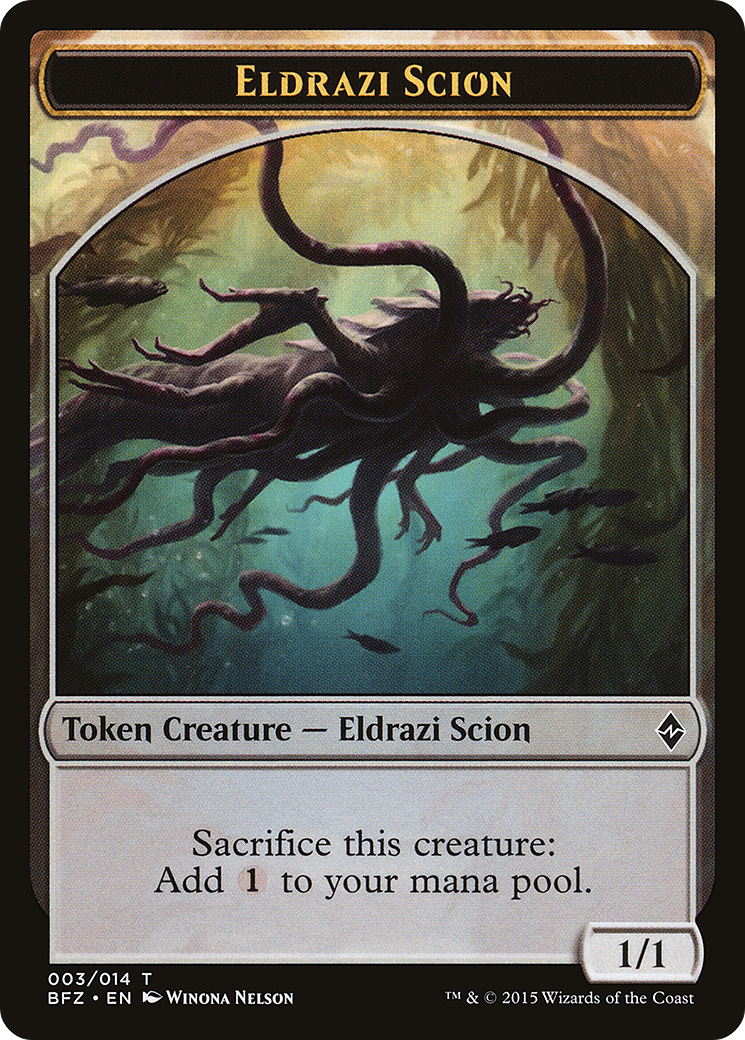 Eldrazi Scion
Token Creature — Eldrazi Scion
Sacrifice this creature:
Add 1 to your mana pool.
1/1
003/014 T
BFZ • EN Winona Nelson
™ & © 2015 Wizards of the Coast